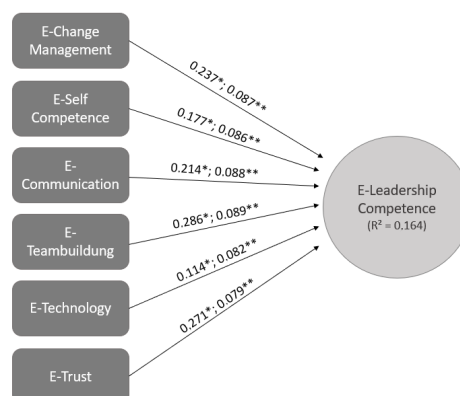 E-Change
Management
0.237*; 0.087**
E-Self
Competence
0.177*; 0.086**
E-
Communication
0.214*; 0.088**
E-
Teambuildung
0.286*; 0.089**
E-Technology
0.114*; 0.082**
E-Trust
0.271*; 0.079**
E-Leadership
Competence
(R² = 0.164)